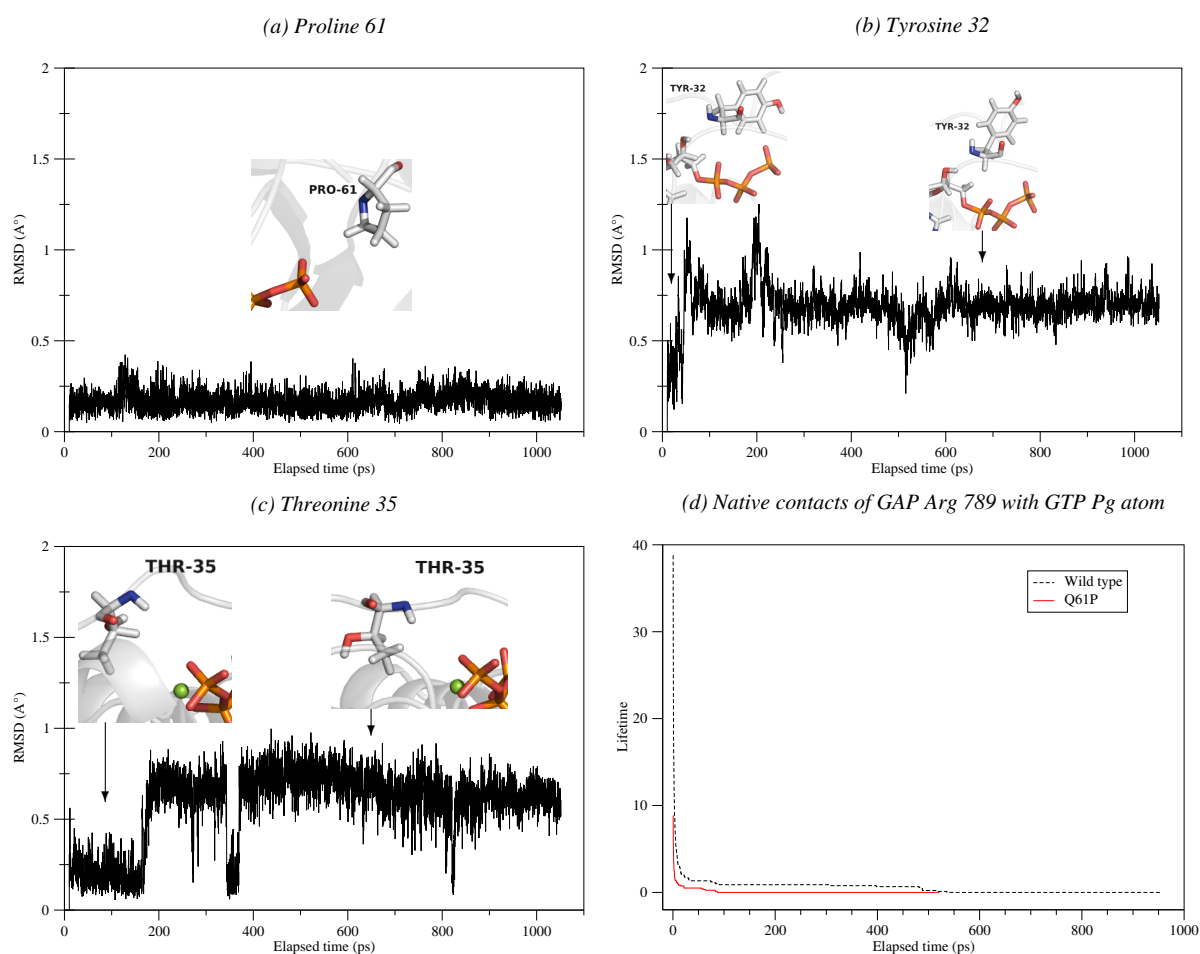 (a) Proline 61
2
1.5
1
0.5
0
RMSD (A°)
PRO-61
0
200
400
600
800
1000
Elapsed time (ps)
(b) Tyrosine 32
2
1.5
1
0.5
0
RMSD (A°)
TYR-32
TYR-32
0
200
400
600
800
1000
Elapsed time (ps)
(c) Threonine 35
2
1.5
1
0.5
0
RMSD (A°)
THR-35
THR-35
0
200
400
600
800
1000
Elapsed time (ps)
(d) Native contacts of GAP Arg 789 with GTP Pg atom
40
30
20
10
0
Lifetime
Wild type
Q61P
0
200
400
600
800
1000
Elapsed time (ps)